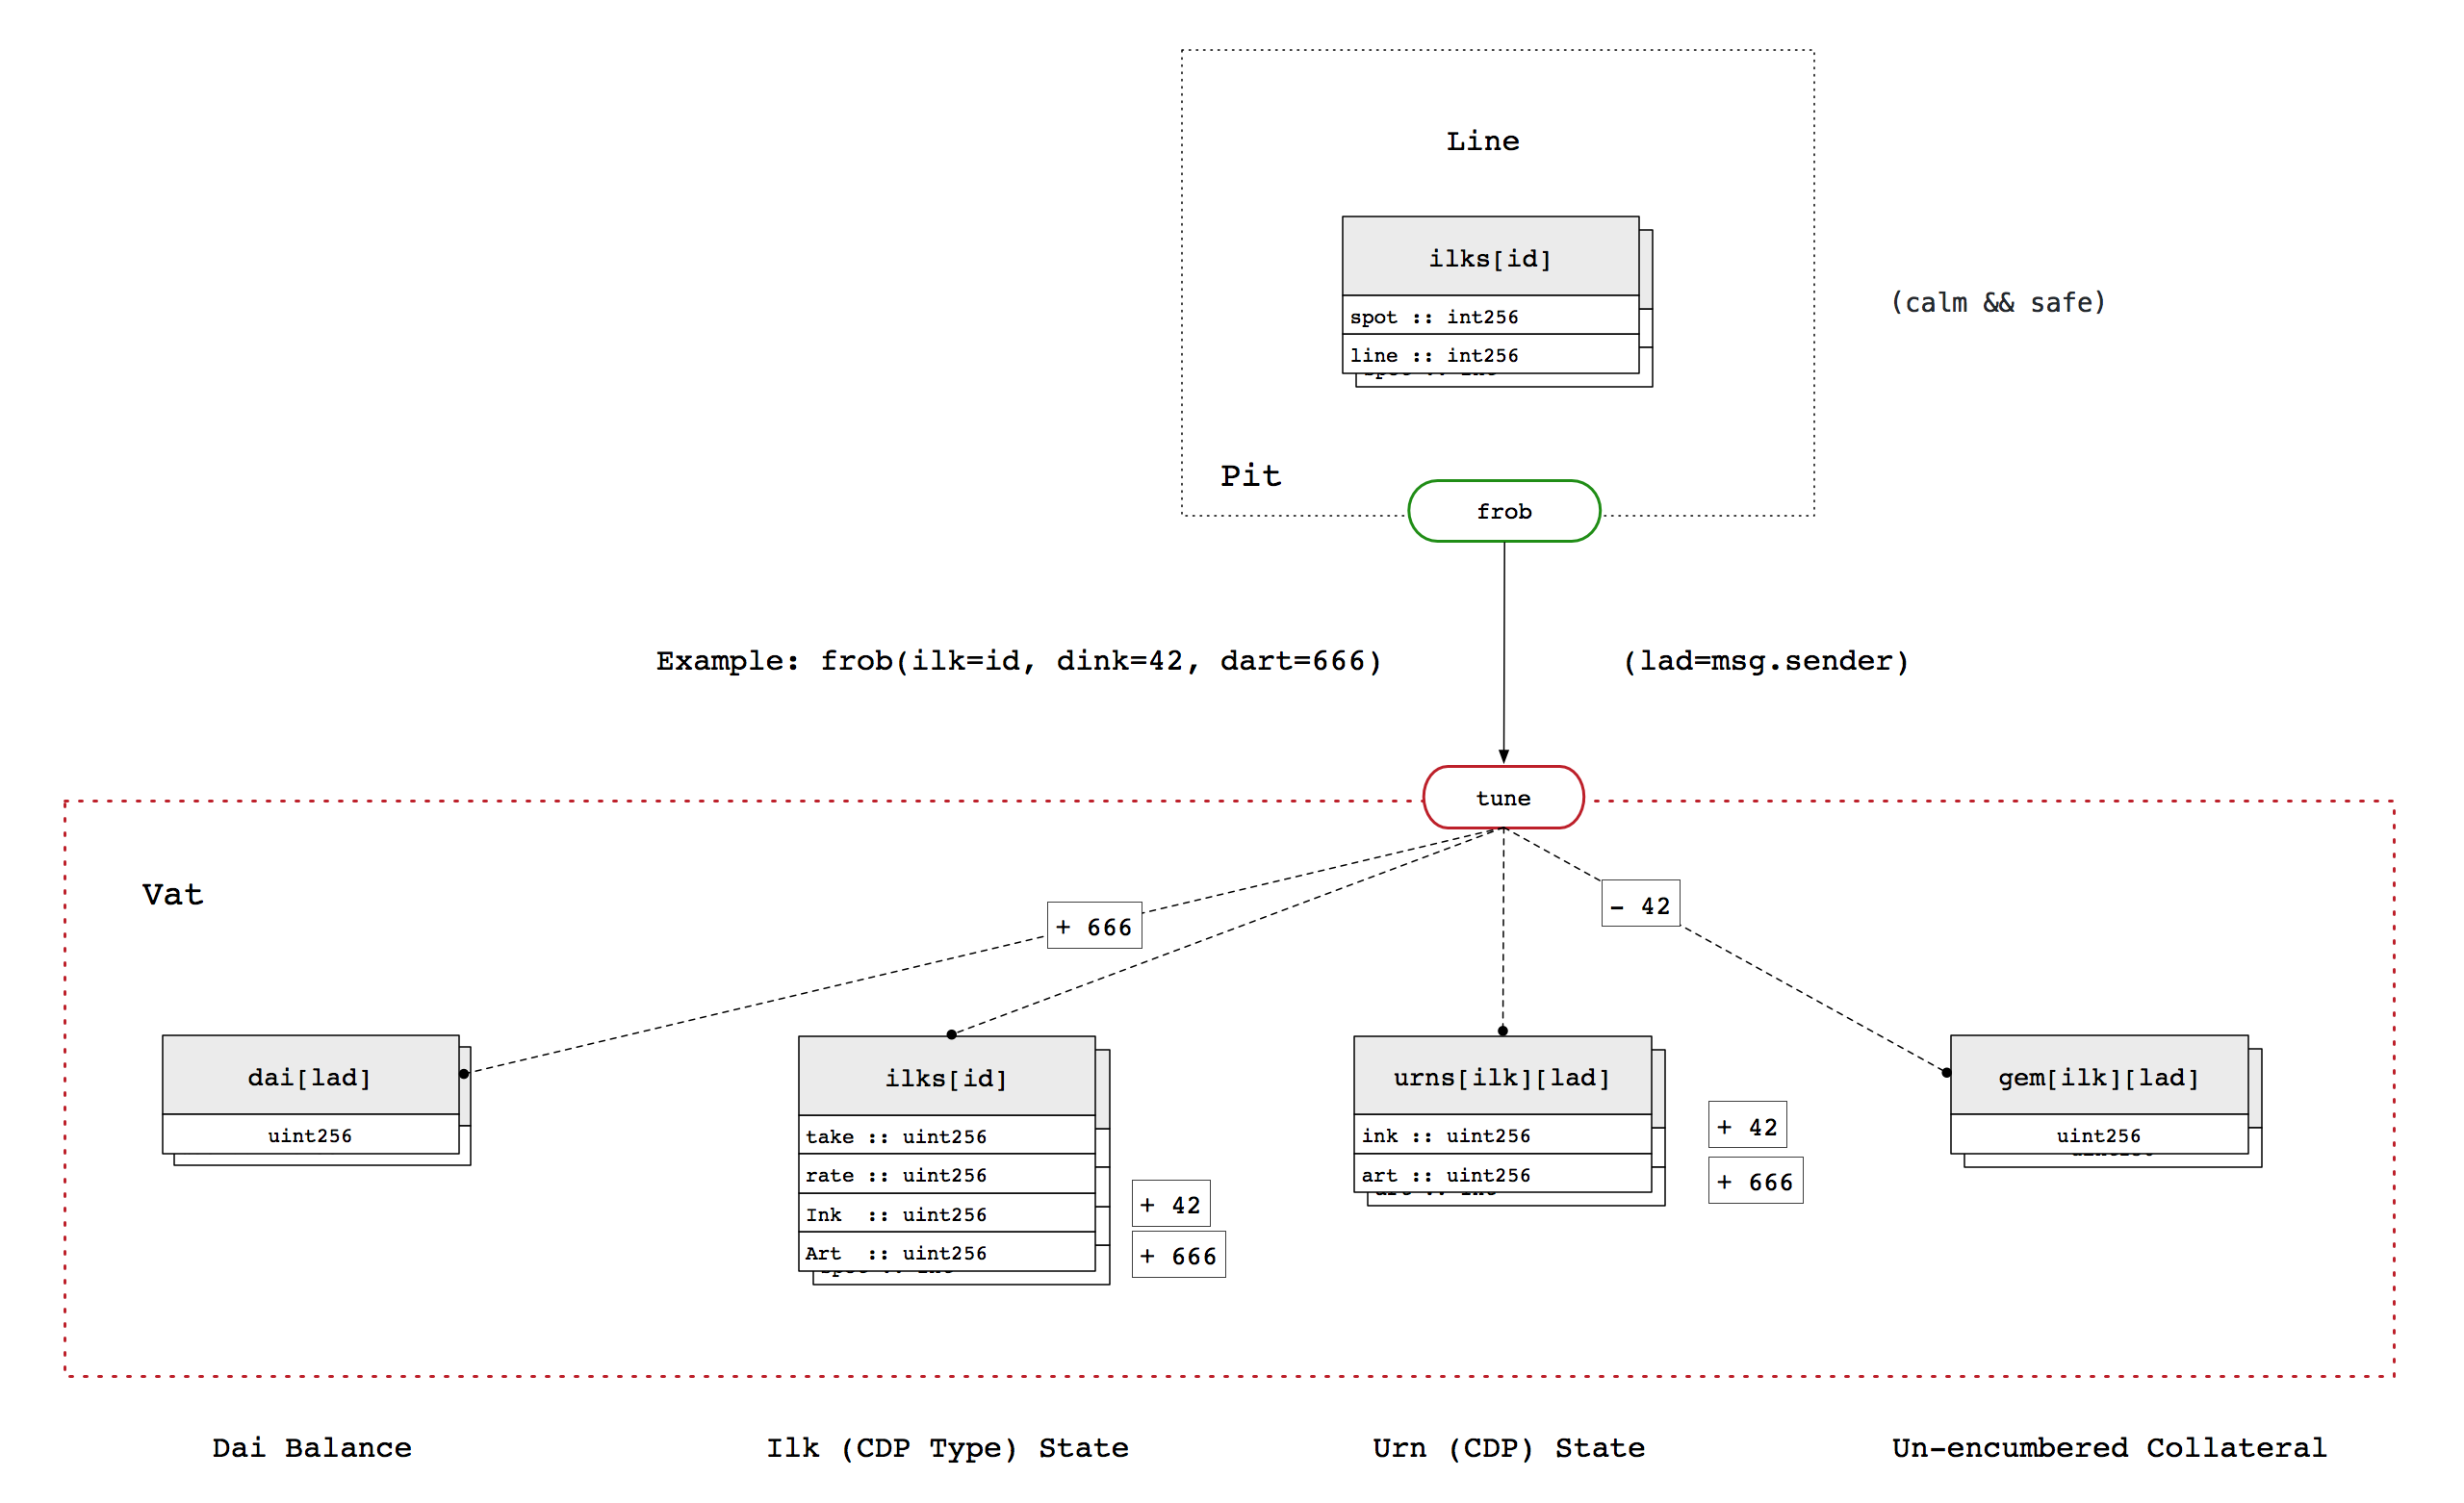 Line
ilks[id]
spot :: int256
line :: int256
(calm && safe)
Pit
frob
Example: frob(ilk=id, dink=42, dart=666)
(lad=msg.sender)
tune
Vat
+ 666
- 42
dai[lad]
uint256
ilks[id]
take :: uint256
rate :: uint256
Ink :: uint256
Art :: uint256
+ 42
+ 666
urns[ilk][lad]
ink :: uint256
art :: uint256
+ 42
+ 666
gem[ilk][lad]
uint256
Dai Balance
Ilk (CDP Type) State
Urn (CDP) State
Un-encumbered Collateral